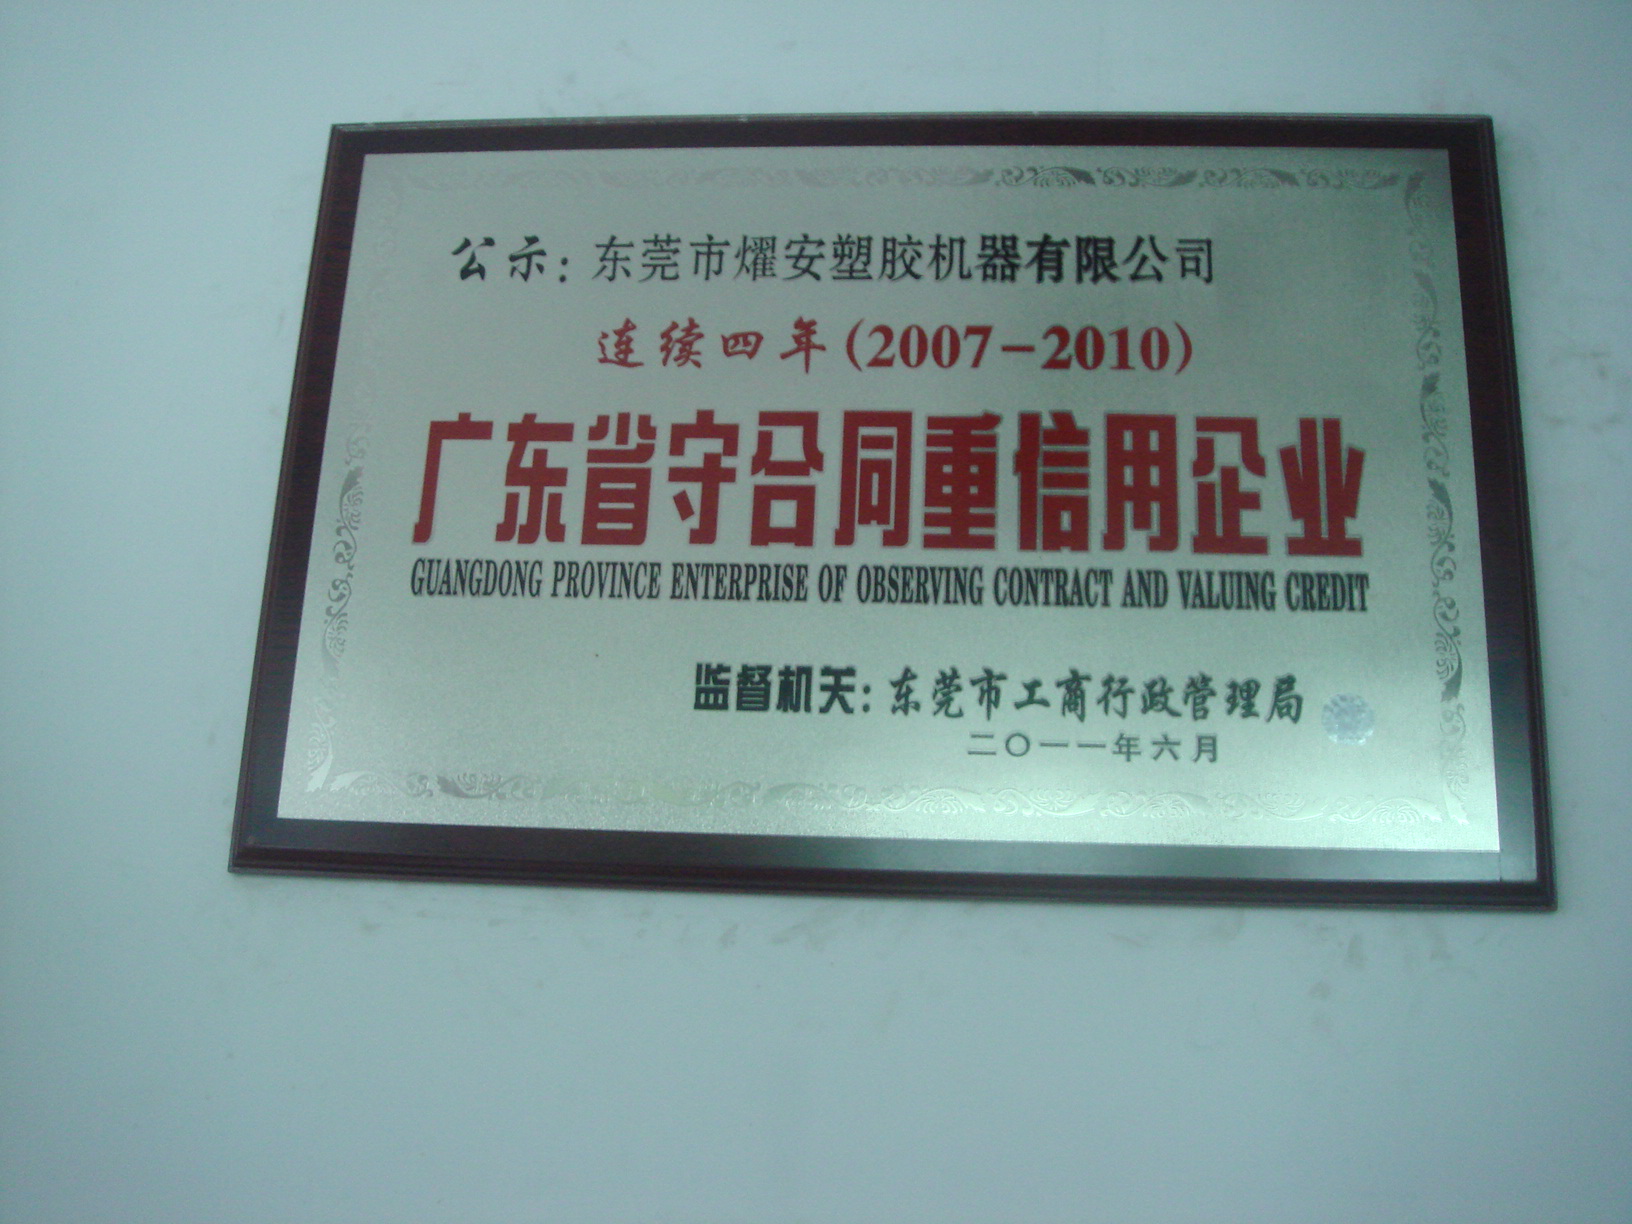 公示：东莞市燿安塑胶机器有限公司
连续四年(2007-2010)
广东省守合同重信用企业
GUANGDONG PROVINCE ENTERPRISE OF OBSERVING CONTRACT AND VALUING CREDIT
监督机关：东莞市工商行政管理局
二〇一一年六月